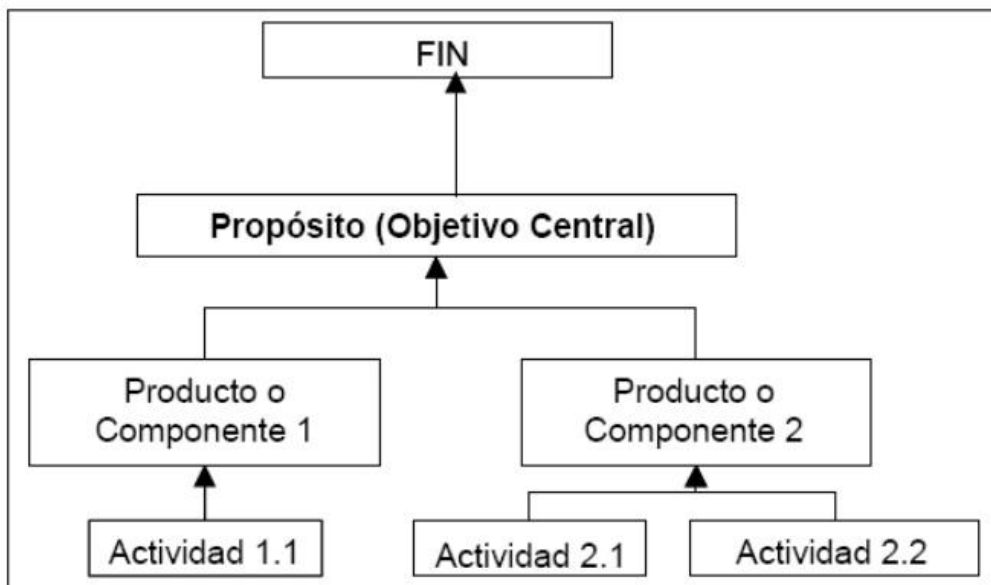 FIN
Propósito (Objetivo Central)
Producto o
Componente 1
Producto o
Componente 2
Actividad 1.1
Actividad 2.1
Actividad 2.2